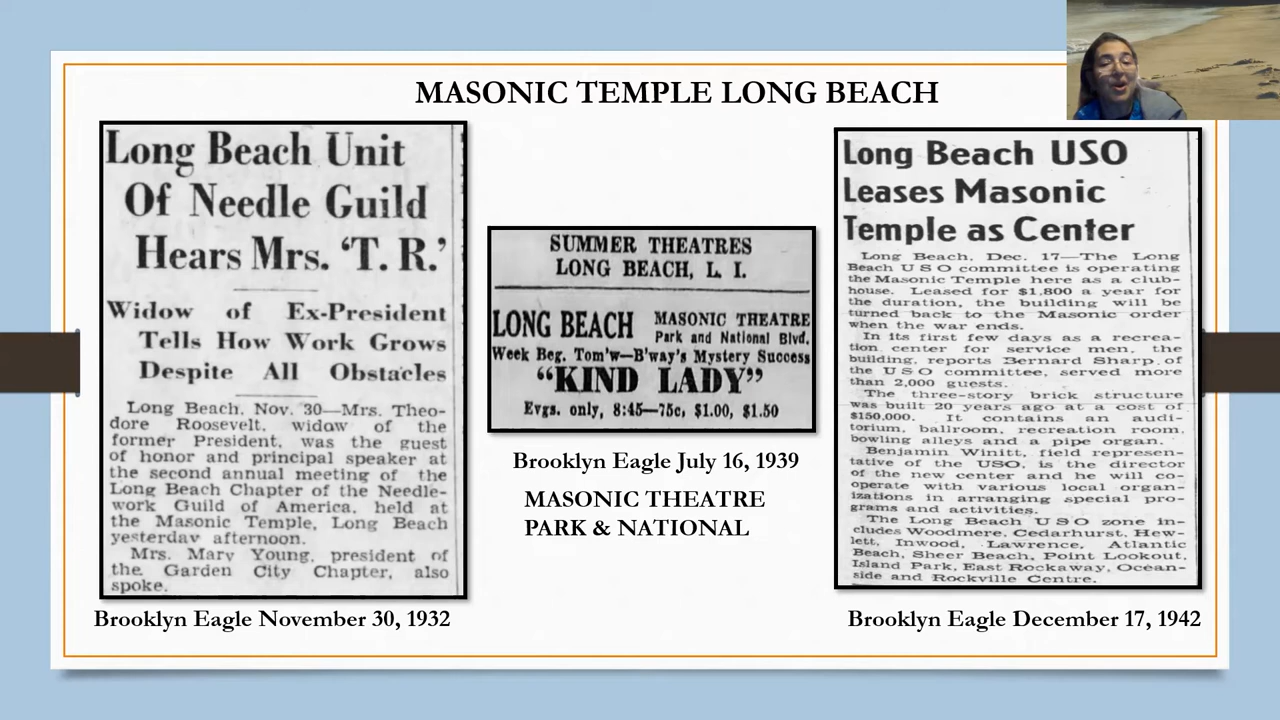 MASONIC TEMPLE LONG BEACH
Long Beach Unit
Of Needle Guild
Hears Mrs. ‘T. R.’
Widow of Ex-President
Tells How Work Grows
Despite All Obstacles
Long Beach, Nov. 30—Mrs. Theo-
dore Roosevelt, widow of the
former President, was the guest
of honor and principal speaker at
the second annual meeting of the
Long Beach Chapter of the Needle-
work Guild of America, held at
the Masonic Temple, Long Beach
yesterday afternoon.
Mrs. Mary Young, president of
the Garden City Chapter, also
spoke.
Brooklyn Eagle November 30, 1932
SUMMER THEATRES
LONG BEACH, L. I.
LONG BEACH MASONIC THEATRE
Park and National Blvd.
Week Beg. Tom'w—B'way's Mystery Success
“KIND LADY”
Evgs. only, 8:45—75c, $1.00, $1.50
Brooklyn Eagle July 16, 1939
MASONIC THEATRE
PARK & NATIONAL
Long Beach USO
Leases Masonic
Temple as Center
Long Beach, Dec. 17—The Long
Beach USO committee is operating
the Masonic Temple here as a club-
house. Leased for $1,800 a year for
the duration, the building will be
turned back to the Masonic order
when the war ends.
In its first few days as a recrea-
tion center for service men, the
building, reports Bernard Sharp of
the USO committee, served more
than 2,000 guests.
The three-story brick structure
was built 20 years ago at a cost of
$150,000. It contains an audi-
torium, ballroom, recreation room,
bowling alleys and a pipe organ.
Benjamin Winitt, field represen-
tative of the USO, is the director
of the new center and he will co-
operate with various local organ-
izations in arranging special pro-
grams and activities.
The Long Beach USO zone in-
cludes Woodmere, Cedarhurst, Hew-
lett, Inwood, Lawrence, Atlantic
Beach, Sheer Beach, Point Lookout,
Island Park, East Rockaway, Ocean-
side and Rockville Centre.
Brooklyn Eagle December 17, 1942